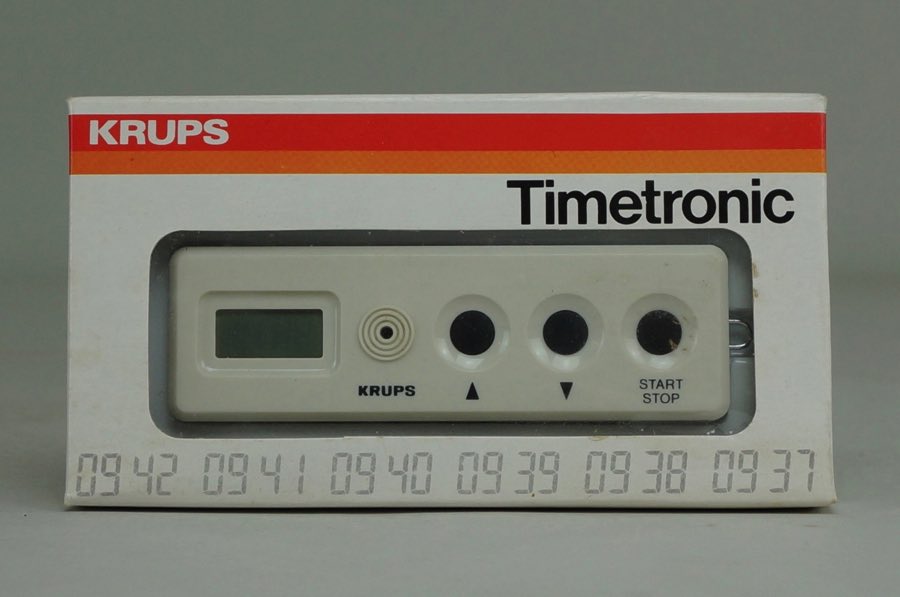 KRUPS
Timetronic
KRUPS
▲ ▼
START
STOP
09 42 09 41 09 40 09 39 09 38 09 37